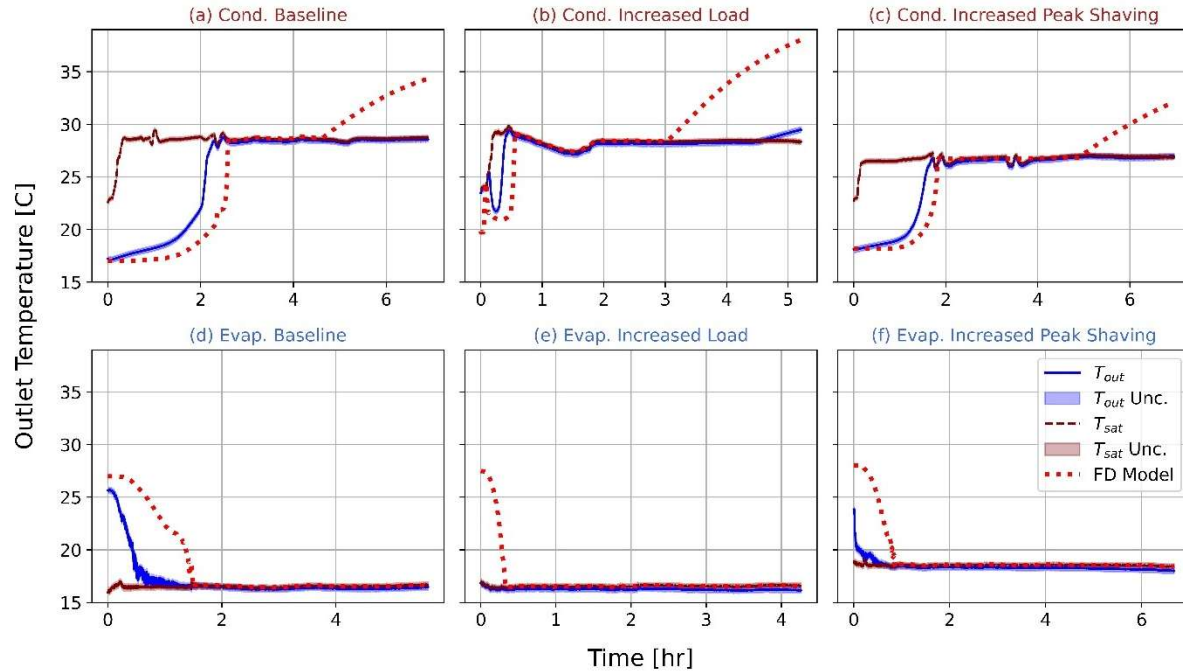 (a) Cond. Baseline
(b) Cond. Increased Load
(c) Cond. Increased Peak Shaving
35
30
25
20
15
0 2 4 6
0 1 2 3 4 5
0 2 4 6
Outlet Temperature [C]
(d) Evap. Baseline
(e) Evap. Increased Load
(f) Evap. Increased Peak Shaving
35
30
25
20
15
T_out
T_out Unc.
T_sat
T_sat Unc.
FD Model
0 2 4
0 1 2 3 4
0 2 4 6
Time [hr]